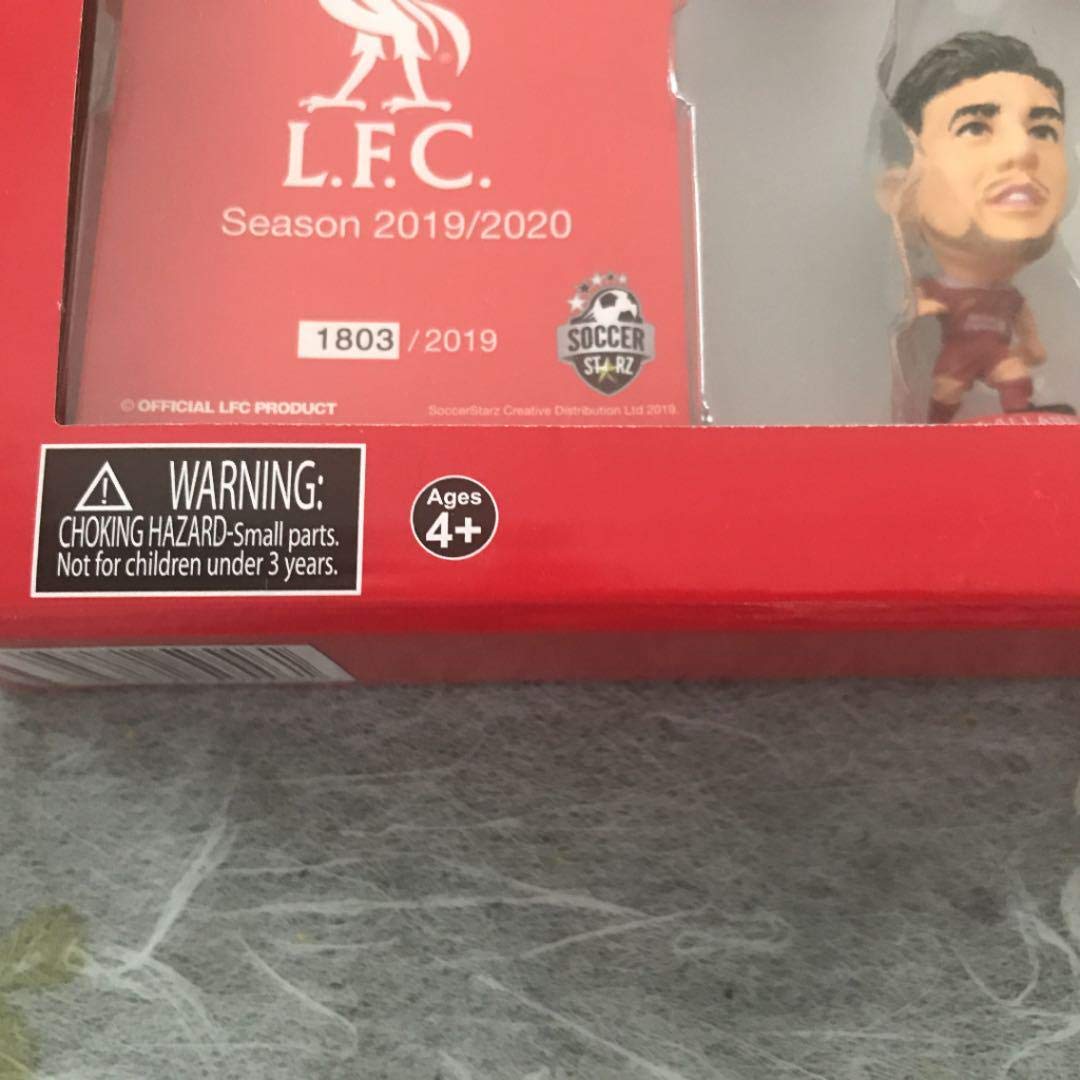 L.F.C.
Season 2019/2020
1803 / 2019
SOCCER
STARZ
© OFFICIAL LFC PRODUCT
SoccerStarz Creative Distribution Ltd 2019.
WARNING:
CHOKING HAZARD-Small parts.
Not for children under 3 years.
Ages
4+